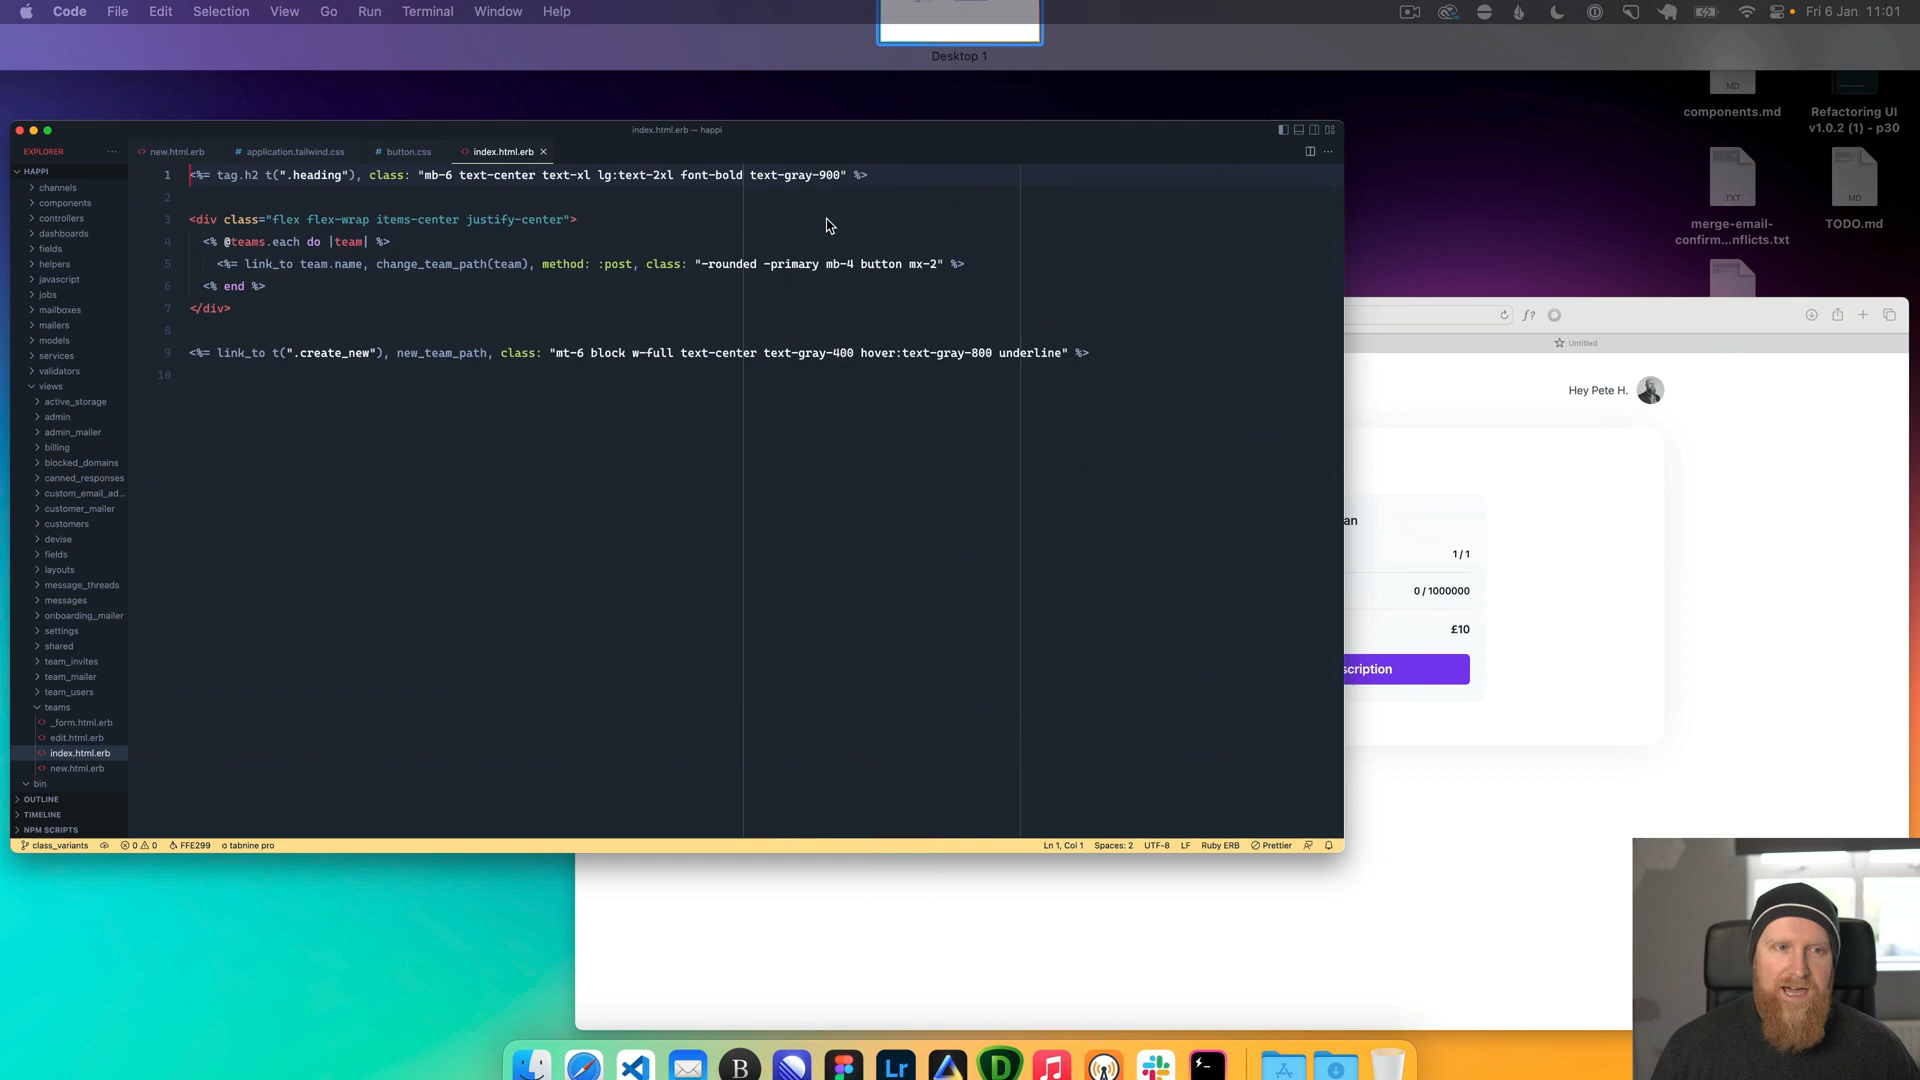 Code File Edit Selection View Go Run Terminal Window Help
Fri 6 Jan 11:01
Desktop 1
MD
components.md
Refactoring UI
v1.0.2 (1) - p30
TXT
merge-email-
confirm...nflicts.txt
MD
TODO.md
index.html.erb — happi
EXPLORER
new.html.erb
# application.tailwind.css
# button.css
index.html.erb
HAPPI
channels
components
controllers
dashboards
fields
helpers
javascript
jobs
mailboxes
mailers
models
services
validators
views
active_storage
admin
admin_mailer
billing
blocked_domains
canned_responses
custom_email_ad...
customer_mailer
customers
devise
fields
layouts
message_threads
messages
onboarding_mailer
settings
shared
team_invites
team_mailer
team_users
teams
_form.html.erb
edit.html.erb
index.html.erb
new.html.erb
bin
OUTLINE
TIMELINE
NPM SCRIPTS
1 <%= tag.h2 t(".heading"), class: "mb-6 text-center text-xl lg:text-2xl font-bold text-gray-900" %>
2
3 <div class="flex flex-wrap items-center justify-center">
4 <% @teams.each do |team| %>
5 <%= link_to team.name, change_team_path(team), method: :post, class: "-rounded -primary mb-4 button mx-2" %>
6 <% end %>
7 </div>
8
9 <%= link_to t(".create_new"), new_team_path, class: "mt-6 block w-full text-center text-gray-400 hover:text-gray-800 underline" %>
10
class_variants 0 0 FFE299 tabnine pro
Ln 1, Col 1 Spaces: 2 UTF-8 LF Ruby ERB Prettier
f?
Untitled
Hey Pete H.
an
1 / 1
0 / 1000000
£10
scription
B
Lr
D